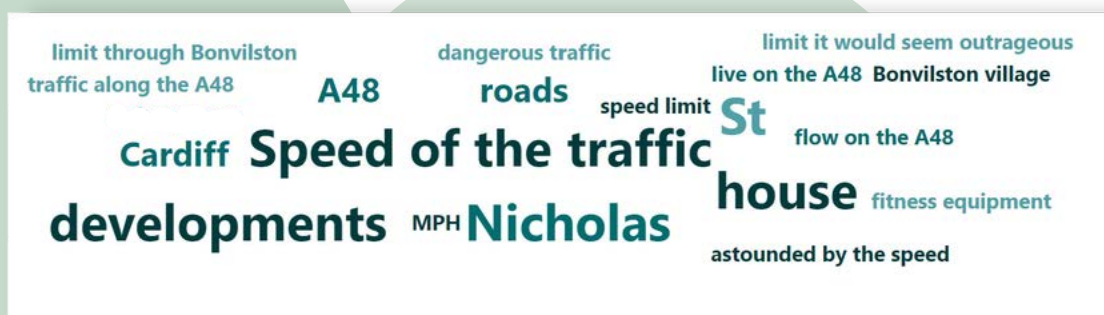 limit through Bonvilston
dangerous traffic
limit it would seem outrageous
traffic along the A48
A48
roads
live on the A48
Bonvilston village
speed limit
St
Cardiff
Speed of the traffic
flow on the A48
developments
MPH
Nicholas
house
fitness equipment
astounded by the speed